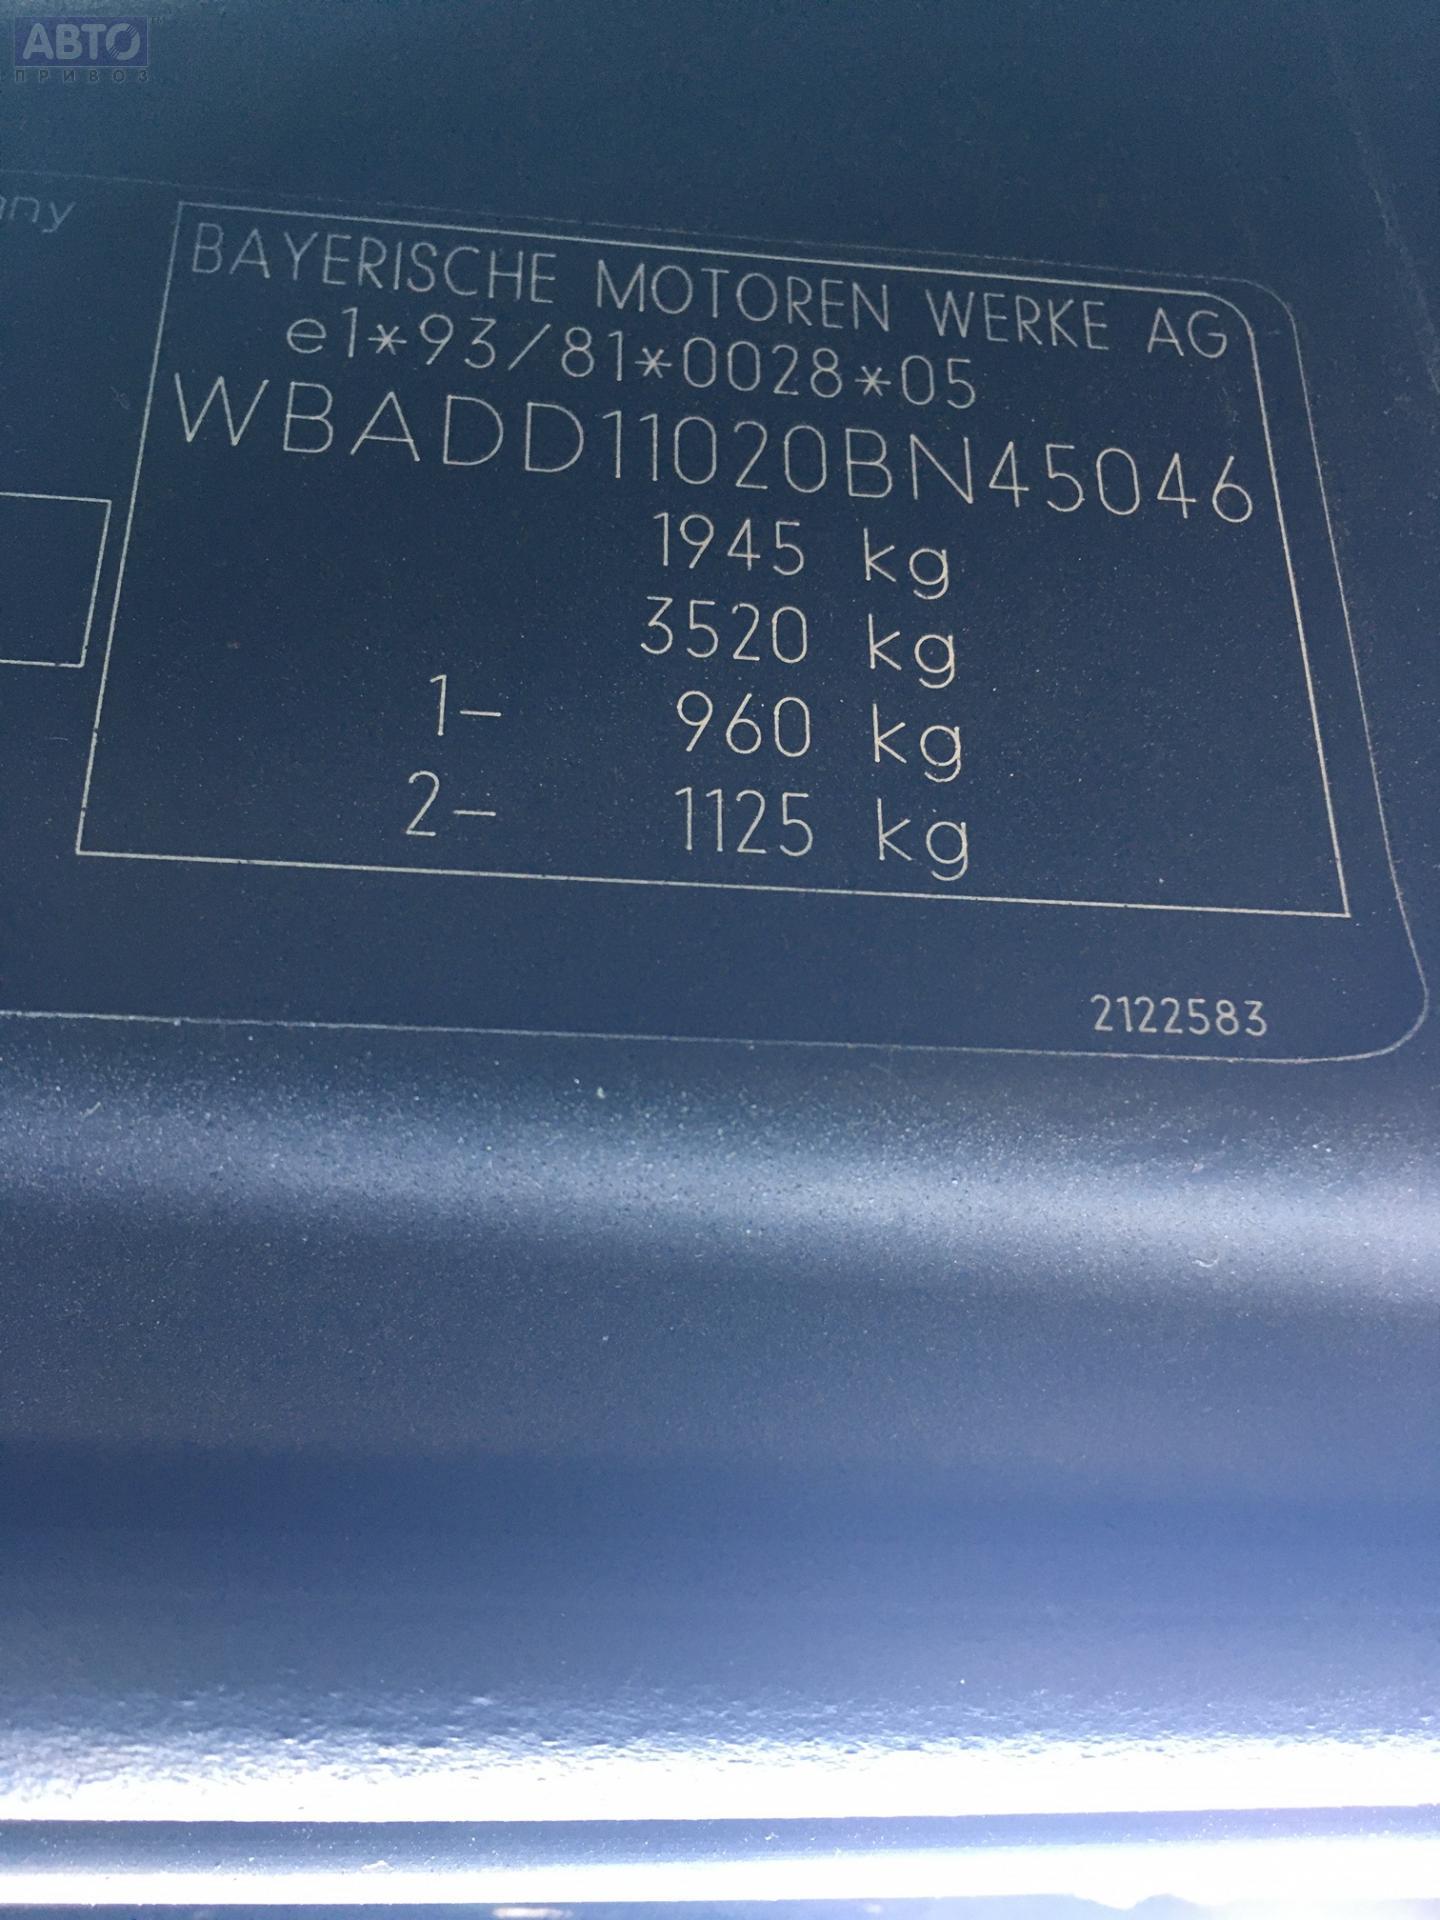 АВТО
ПРИВОЗ
BAYERISCHE MOTOREN WERKE AG
e1*93/81*0028*05
WBADD11020BN45046
1945 kg
3520 kg
1- 960 kg
2- 1125 kg
2122583